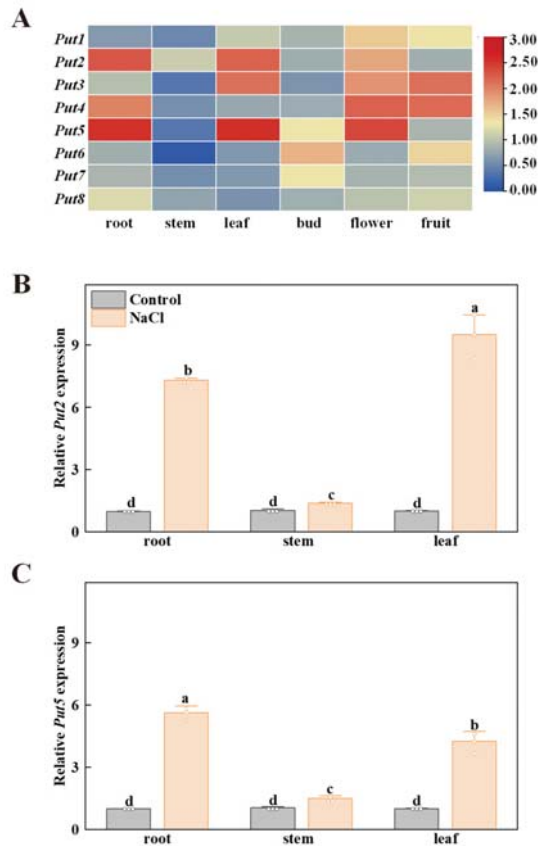 A
Put1
Put2
Put3
Put4
Put5
Put6
Put7
Put8
root stem leaf bud flower fruit
3.00
2.50
2.00
1.50
1.00
0.50
0.00
B
Control
NaCl
Relative Put2 expression
9
6
3
0
d b d c d a
root stem leaf
C
Relative Put5 expression
9
6
3
0
d a d c d b
root stem leaf